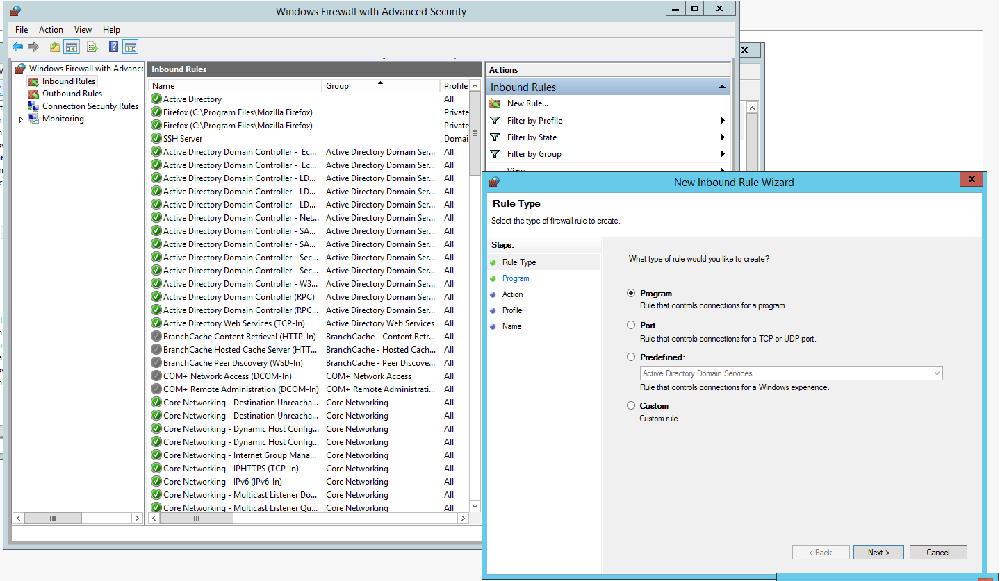 Windows Firewall with Advanced Security
File Action View Help
Windows Firewall with Advance
Inbound Rules
Outbound Rules
Connection Security Rules
Monitoring
Inbound Rules
Name Group Profile
Active Directory All
Firefox (C:\Program Files\Mozilla Firefox) Private
Firefox (C:\Program Files\Mozilla Firefox) Private
SSH Server Domai
Active Directory Domain Controller - Ec... Active Directory Domain Ser... All
Active Directory Domain Controller - Ec... Active Directory Domain Ser... All
Active Directory Domain Controller - LD... Active Directory Domain Ser... All
Active Directory Domain Controller - LD... Active Directory Domain Ser... All
Active Directory Domain Controller - LD... Active Directory Domain Ser... All
Active Directory Domain Controller - Net... Active Directory Domain Ser... All
Active Directory Domain Controller - SA... Active Directory Domain Ser... All
Active Directory Domain Controller - SA... Active Directory Domain Ser... All
Active Directory Domain Controller - Sec... Active Directory Domain Ser... All
Active Directory Domain Controller - Sec... Active Directory Domain Ser... All
Active Directory Domain Controller - W3... Active Directory Domain Ser... All
Active Directory Domain Controller (RPC) Active Directory Domain Ser... All
Active Directory Domain Controller (RPC... Active Directory Domain Ser... All
Active Directory Web Services (TCP-In) Active Directory Web Services All
BranchCache Content Retrieval (HTTP-In) BranchCache - Content Retr... All
BranchCache Hosted Cache Server (HTT... BranchCache - Hosted Cach... All
BranchCache Peer Discovery (WSD-In) BranchCache - Peer Discove... All
COM+ Network Access (DCOM-In) COM+ Network Access All
COM+ Remote Administration (DCOM-In) COM+ Remote Administrati... All
Core Networking - Destination Unreacha... Core Networking All
Core Networking - Destination Unreacha... Core Networking All
Core Networking - Dynamic Host Config... Core Networking All
Core Networking - Dynamic Host Config... Core Networking All
Core Networking - Internet Group Mana... Core Networking All
Core Networking - IPHTTPS (TCP-In) Core Networking All
Core Networking - IPv6 (IPv6-In) Core Networking All
Core Networking - Multicast Listener Do... Core Networking All
Core Networking - Multicast Listener Qu... Core Networking All
Actions
Inbound Rules
New Rule...
Filter by Profile
Filter by State
Filter by Group
View
New Inbound Rule Wizard
Rule Type
Select the type of firewall rule to create.
Steps:
Rule Type
Program
Action
Profile
Name
What type of rule would you like to create?
Program
Rule that controls connections for a program.
Port
Rule that controls connections for a TCP or UDP port.
Predefined:
Active Directory Domain Services
Rule that controls connections for a Windows experience.
Custom
Custom rule.
< Back Next > Cancel